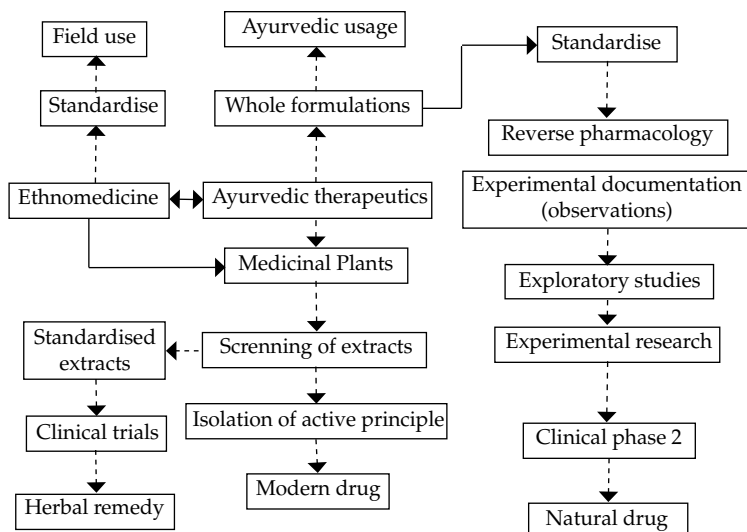 Field use
Ayurvedic usage
Standardise
Standardise
Whole formulations
Reverse pharmacology
Ethnomedicine
Ayurvedic therapeutics
Experimental documentation
(observations)
Medicinal Plants
Exploratory studies
Standardised
extracts
Screnning of extracts
Experimental research
Isolation of active principle
Clinical trials
Clinical phase 2
Modern drug
Herbal remedy
Natural drug